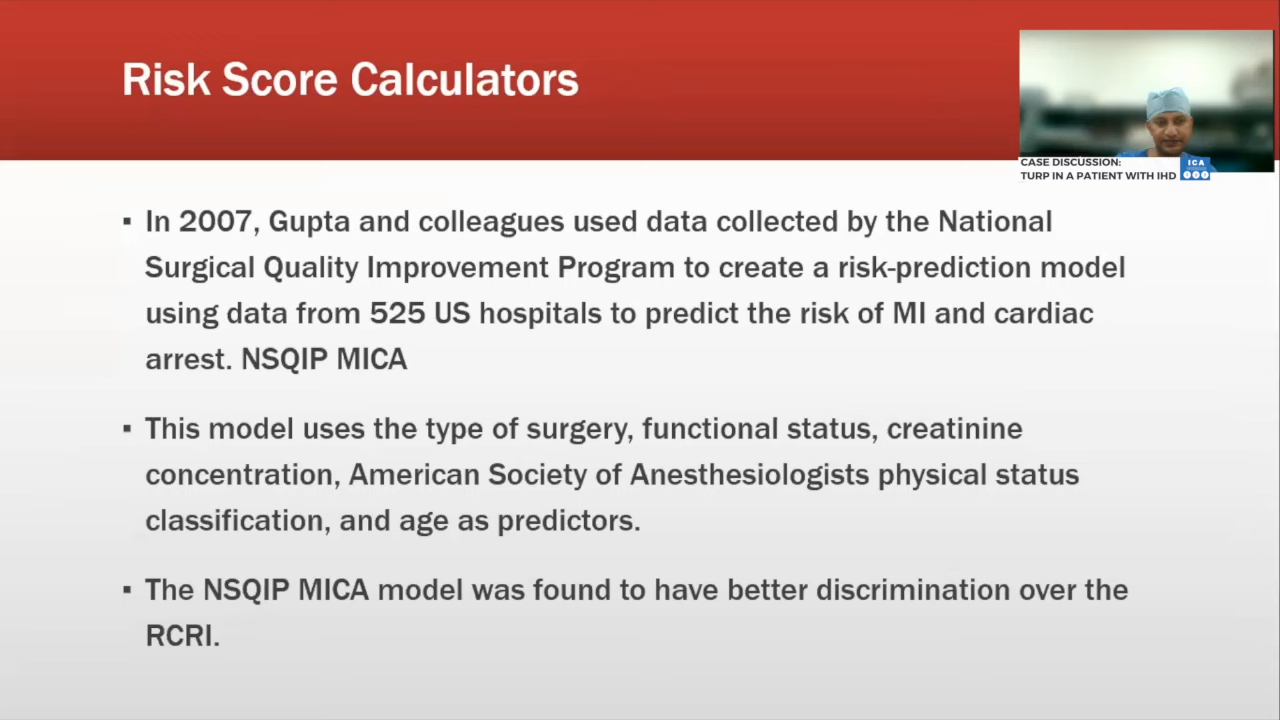 Risk Score Calculators
CASE DISCUSSION:
TURP IN A PATIENT WITH IHD
ICA
▪ In 2007, Gupta and colleagues used data collected by the National
Surgical Quality Improvement Program to create a risk-prediction model
using data from 525 US hospitals to predict the risk of MI and cardiac
arrest. NSQIP MICA
▪ This model uses the type of surgery, functional status, creatinine
concentration, American Society of Anesthesiologists physical status
classification, and age as predictors.
▪ The NSQIP MICA model was found to have better discrimination over the
RCRI.